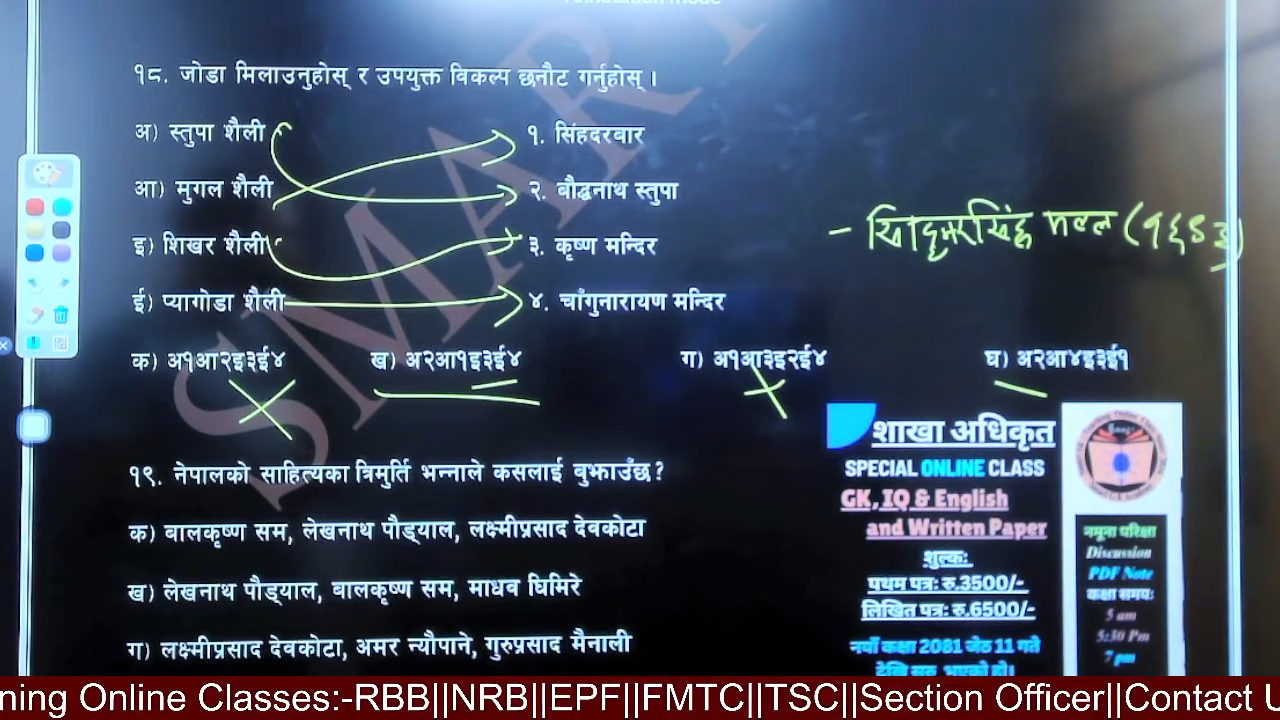 १८. जोडा मिलाउनुहोस् र उपयुक्त विकल्प छनौट गर्नुहोस् ।
अ) स्तुपा शैली
१. सिंहदरवार
आ) मुगल शैली
२. बौद्धनाथ स्तुपा
इ) शिखर शैली
३. कृष्ण मन्दिर
ई) प्यागोडा शैली
४. चाँगुनारायण मन्दिर
क) अ१आ२इ३ई४
ख) अ२आ१इ३ई४
ग) अ१आ३इ२ई४
घ) अ२आ४इ३ई१
१९. नेपालको साहित्यका त्रिमुर्ति भन्नाले कसलाई बुझाउँछ?
क) बालकृष्ण सम, लेखनाथ पौड्याल, लक्ष्मीप्रसाद देवकोटा
ख) लेखनाथ पौड्याल, बालकृष्ण सम, माधव घिमिरे
ग) लक्ष्मीप्रसाद देवकोटा, अमर न्यौपाने, गुरुप्रसाद मैनाली
SMAR
शाखा अधिकृत
SPECIAL ONLINE CLASS
GK, IQ & English
and Written Paper
शुल्क:
प्रथम पत्र: रु.3500/-
लिखित पत्र: रु.6500/-
नयाँ कक्षा 2081 जेठ 11 गते
नमूना परिक्षा
Discussion
PDF Note
कक्षा समय:
5 am
5:30 Pm
7 pm
ning Online Classes:-RBB||NRB||EPF||FMTC||TSC||Section Officer||Contact U